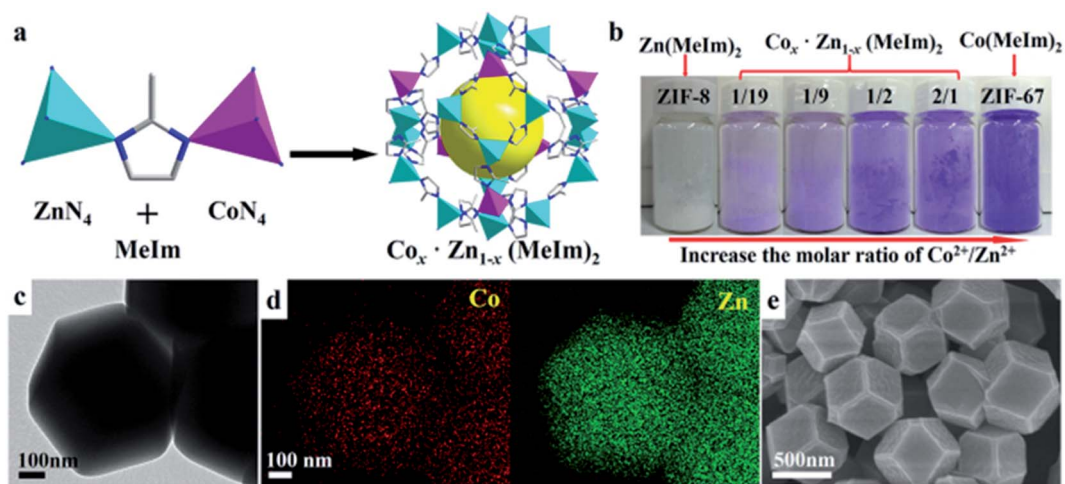 a
ZnN₄ + CoN₄
MeIm
Coₓ · Zn₁₋ₓ (MeIm)₂
b
Zn(MeIm)₂ Coₓ · Zn₁₋ₓ (MeIm)₂ Co(MeIm)₂
ZIF-8 1/19 1/9 1/2 2/1 ZIF-67
Increase the molar ratio of Co²⁺/Zn²⁺
c
100nm
d
Co
Zn
100 nm
e
500nm